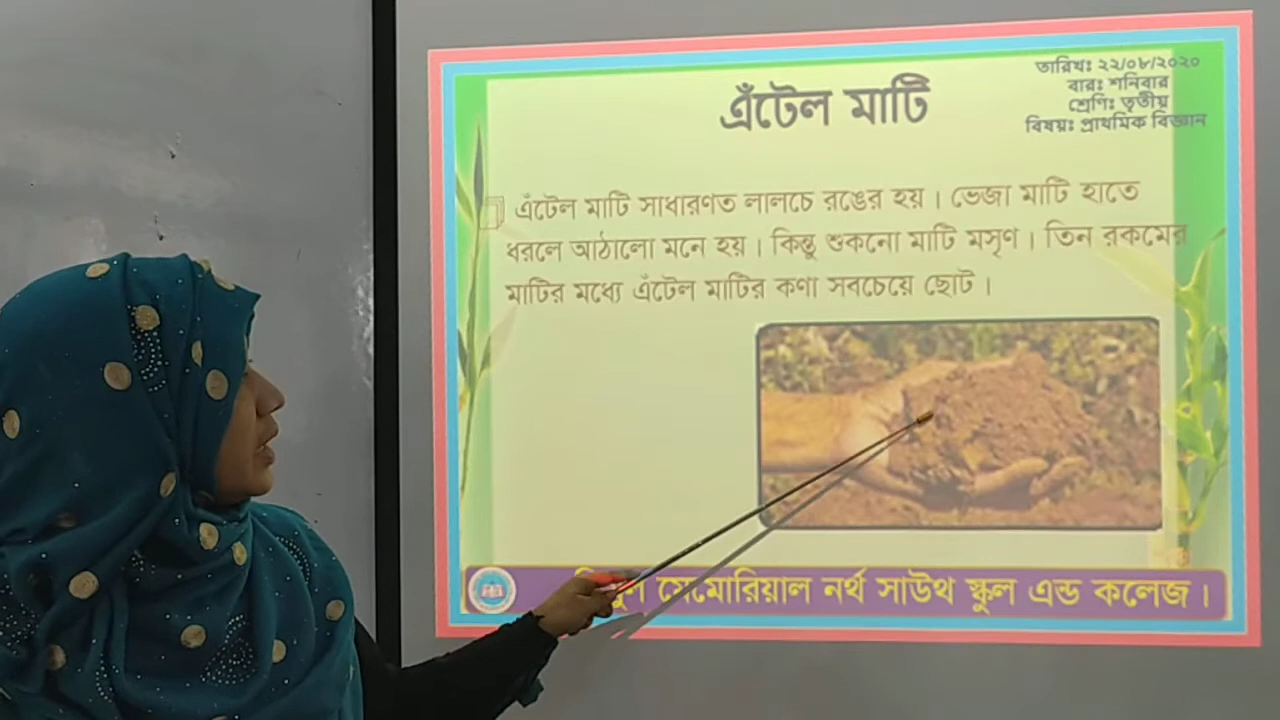 এঁটেল মাটি
তারিখঃ ২২/০৮/২০২০
বারঃ শনিবার
শ্রেণিঃ তৃতীয়
বিষয়ঃ প্রাথমিক বিজ্ঞান
এঁটেল মাটি সাধারণত লালচে রঙের হয়। ভেজা মাটি হাতে
ধরলে আঠালো মনে হয়। কিন্তু শুকনো মাটি মসৃণ। তিন রকমের
মাটির মধ্যে এঁটেল মাটির কণা সবচেয়ে ছোট।
মেমোরিয়াল নর্থ সাউথ স্কুল এন্ড কলেজ।